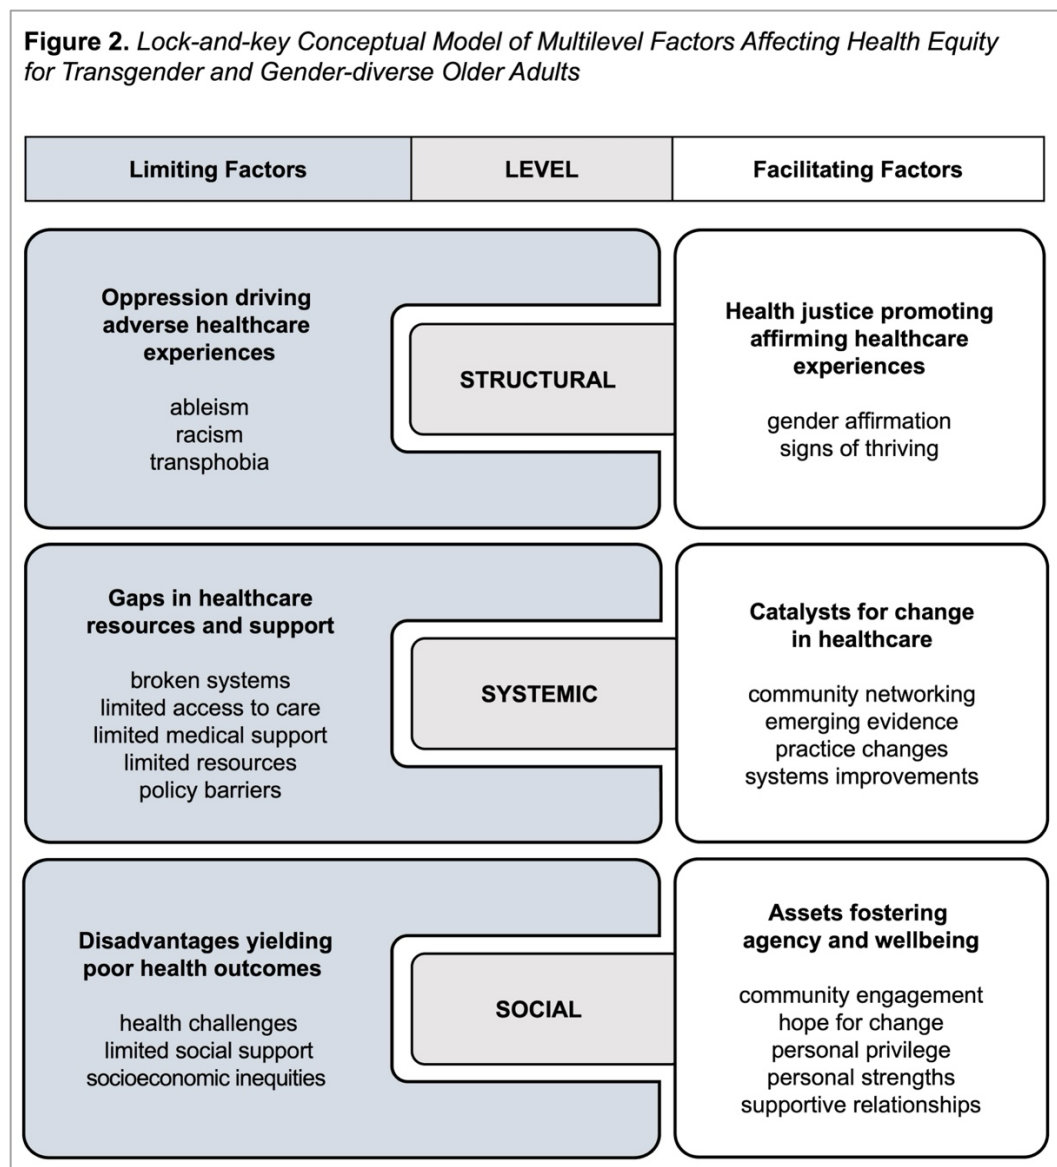 Figure 2. Lock-and-key Conceptual Model of Multilevel Factors Affecting Health Equity
for Transgender and Gender-diverse Older Adults
Limiting Factors
LEVEL
Facilitating Factors
Oppression driving
adverse healthcare
experiences
ableism
racism
transphobia
STRUCTURAL
Health justice promoting
affirming healthcare
experiences
gender affirmation
signs of thriving
Gaps in healthcare
resources and support
broken systems
limited access to care
limited medical support
limited resources
policy barriers
SYSTEMIC
Catalysts for change
in healthcare
community networking
emerging evidence
practice changes
systems improvements
Disadvantages yielding
poor health outcomes
health challenges
limited social support
socioeconomic inequities
SOCIAL
Assets fostering
agency and wellbeing
community engagement
hope for change
personal privilege
personal strengths
supportive relationships